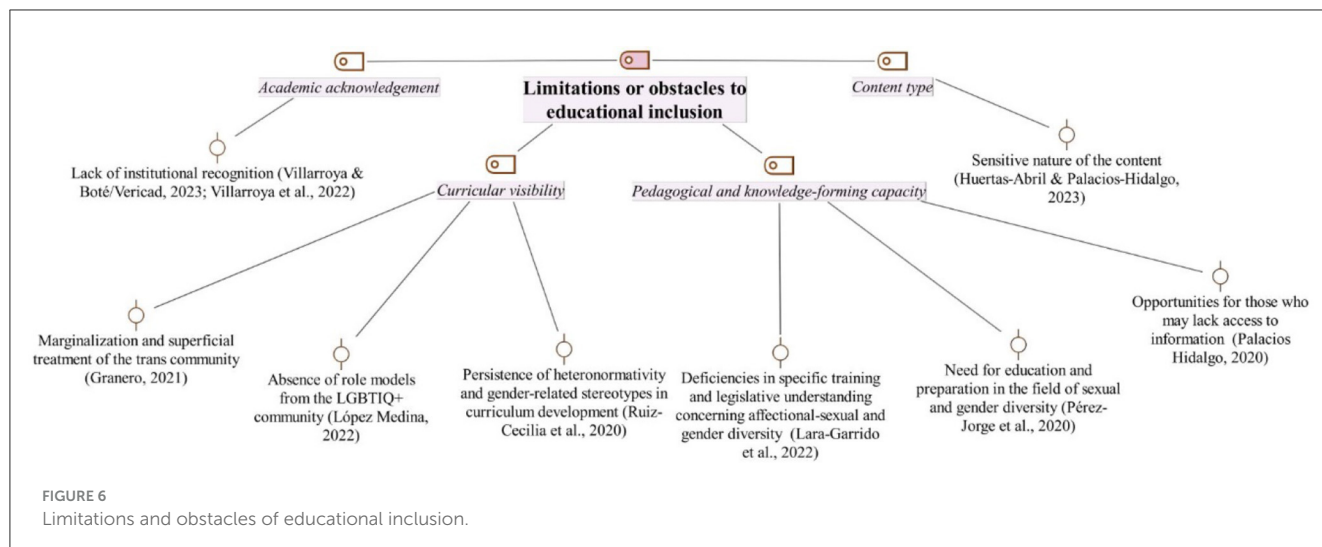 Academic acknowledgement
Limitations or obstacles to
educational inclusion
Content type
Lack of institutional recognition (Villarroya &
Boté/Vericad, 2023; Villarroya et al., 2022)
Curricular visibility
Pedagogical and knowledge-forming capacity
Sensitive nature of the content
(Huertas-Abril & Palacios-Hidalgo,
2023)
Marginalization and superficial
treatment of the trans community
(Granero, 2021)
Absence of role models
from the LGBTIQ+
community (López Medina,
2022)
Persistence of heteronormativity
and gender-related stereotypes in
curriculum development (Ruiz-
Cecilia et al., 2020)
Deficiencies in specific training
and legislative understanding
concerning affectional-sexual and
gender diversity (Lara-Garrido
et al., 2022)
Need for education and
preparation in the field of sexual
and gender diversity (Pérez-
Jorge et al., 2020)
Opportunities for those who
may lack access to
information (Palacios
Hidalgo, 2020)
FIGURE 6
Limitations and obstacles of educational inclusion.